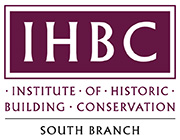 IHBC
· INSTITUTE · OF · HISTORIC ·
BUILDING · CONSERVATION
SOUTH BRANCH